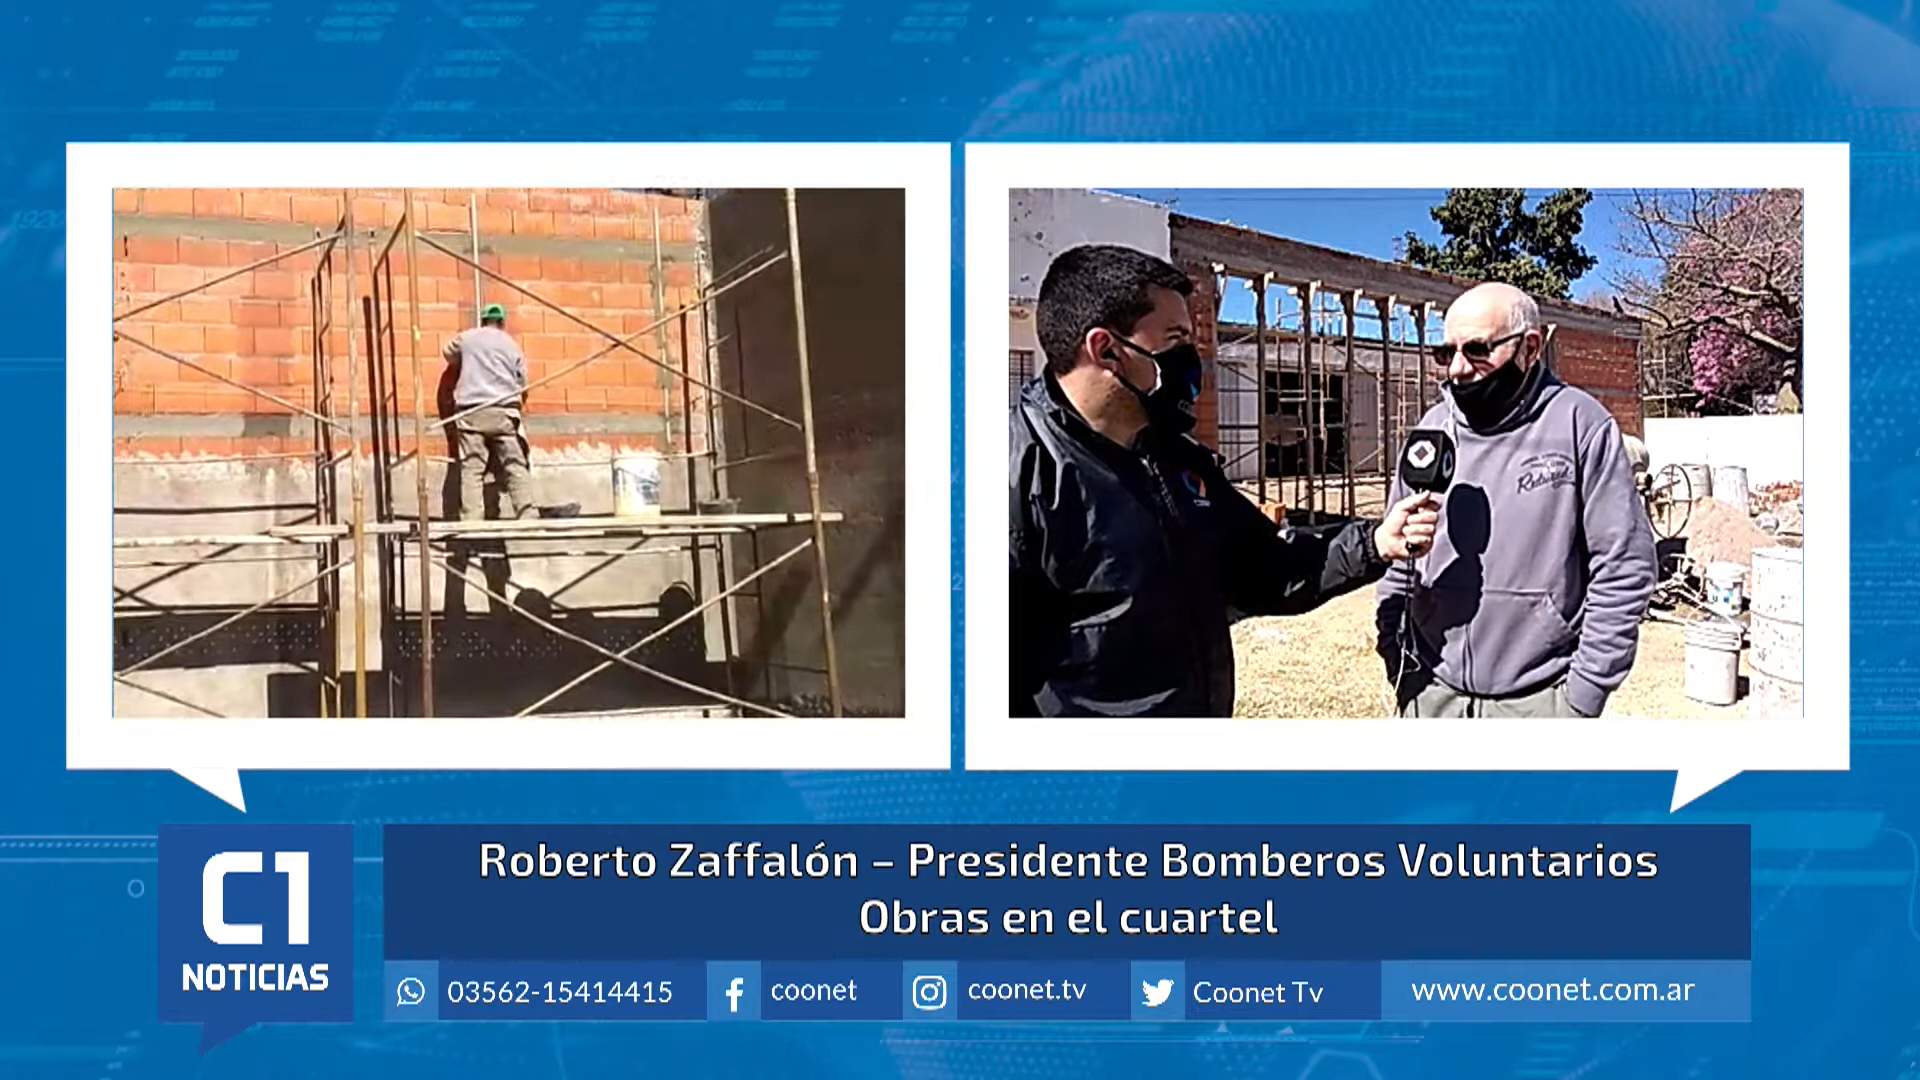 C1
NOTICIAS
Roberto Zaffalón – Presidente Bomberos Voluntarios
Obras en el cuartel
03562-15414415
coonet
coonet.tv
Coonet Tv
www.coonet.com.ar